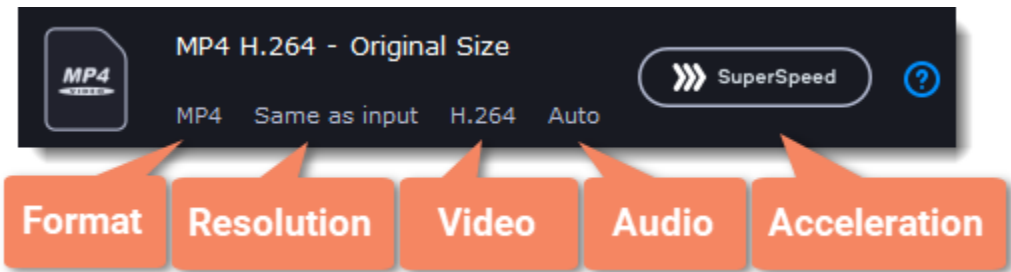 MP4 H.264 - Original Size
MP4
VIDEO
SuperSpeed
?
MP4 Same as input H.264 Auto
Format Resolution Video Audio Acceleration